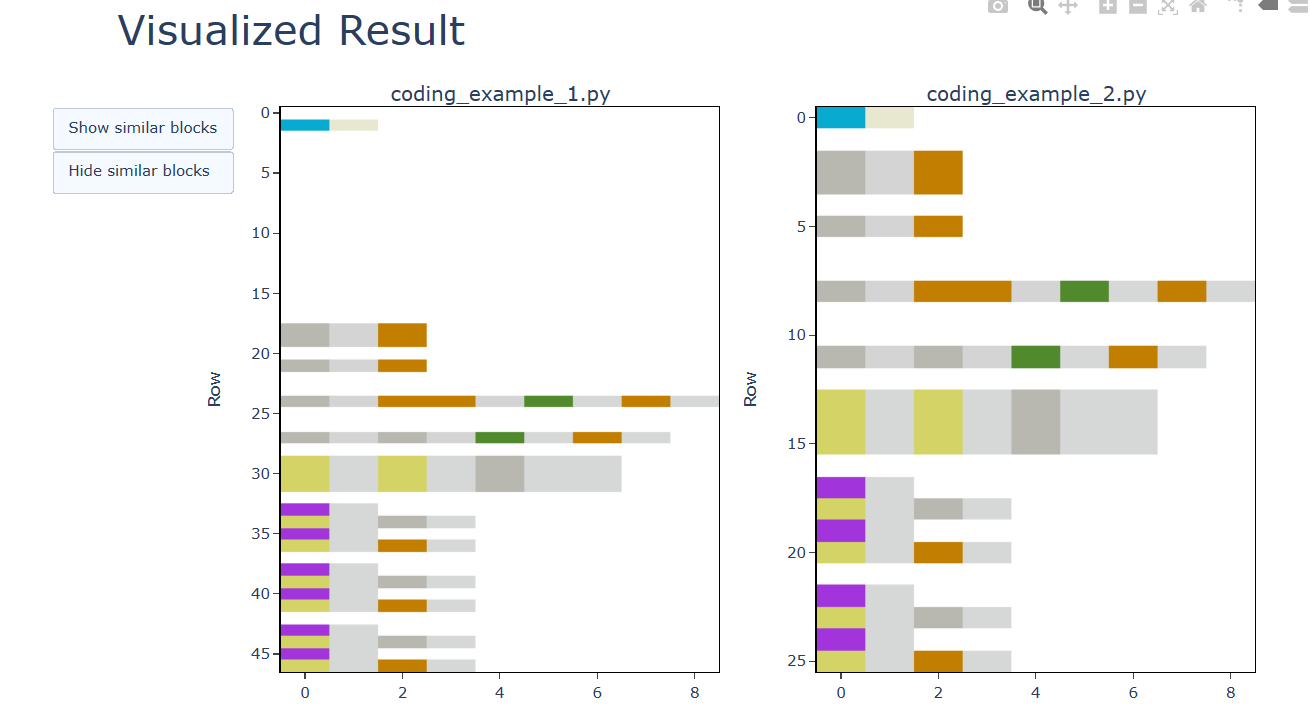 Visualized Result
Show similar blocks
Hide similar blocks
coding_example_1.py
0
5
10
15
20
25
30
35
40
45
Row
0 2 4 6 8
coding_example_2.py
0
5
10
15
20
25
Row
0 2 4 6 8